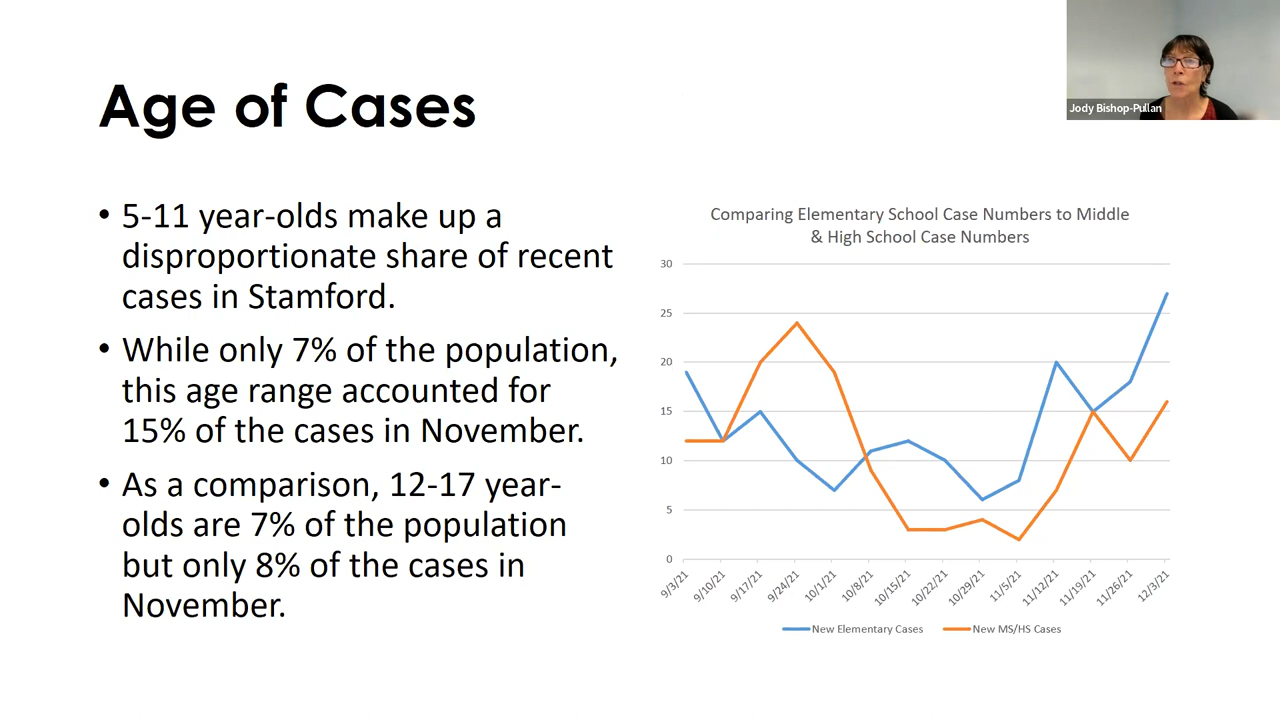 Age of Cases
Jody Bishop-Pullan
• 5-11 year-olds make up a
disproportionate share of recent
cases in Stamford.
• While only 7% of the population,
this age range accounted for
15% of the cases in November.
• As a comparison, 12-17 year-
olds are 7% of the population
but only 8% of the cases in
November.
Comparing Elementary School Case Numbers to Middle
& High School Case Numbers
30
25
20
15
10
5
0
9/3/21
9/10/21
9/17/21
9/24/21
10/1/21
10/8/21
10/15/21
10/22/21
10/29/21
11/5/21
11/12/21
11/19/21
11/26/21
12/3/21
New Elementary Cases
New MS/HS Cases